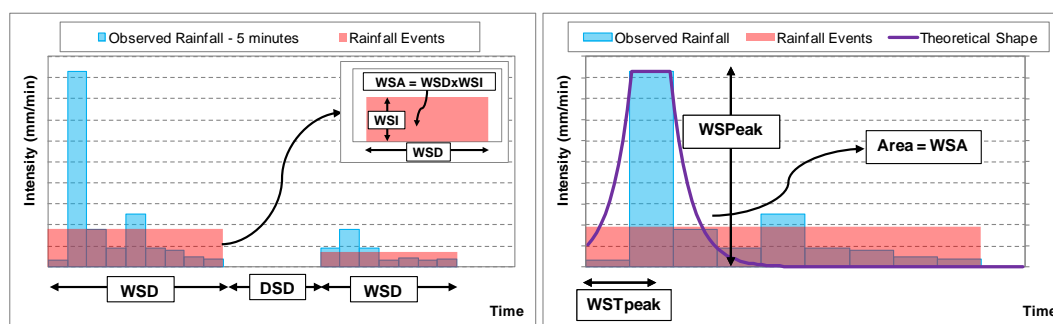 Observed Rainfall - 5 minutes
Rainfall Events
Intensity (mm/min)
WSA = WSDxWSI
WSI
WSD
WSD
DSD
WSD
Time
Observed Rainfall
Rainfall Events
Theoretical Shape
Intensity (mm/min)
WSPeak
Area = WSA
WSTpeak
Time